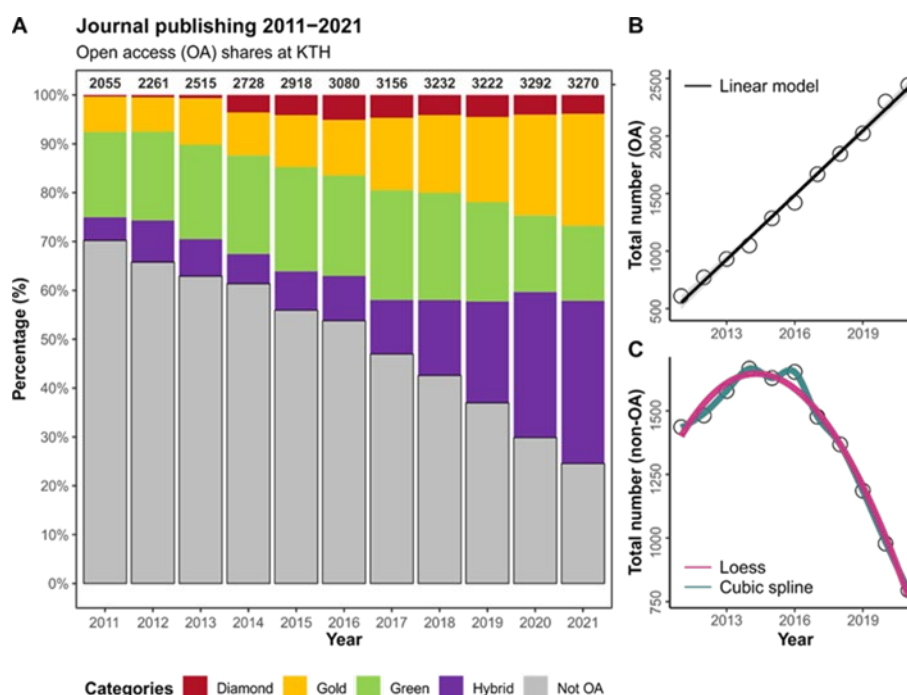 A
Journal publishing 2011–2021
Open access (OA) shares at KTH
2055 2261 2515 2728 2918 3080 3156 3232 3222 3292 3270
100%
90%
80%
70%
60%
50%
40%
30%
20%
10%
0%
Percentage (%)
2011 2012 2013 2014 2015 2016 2017 2018 2019 2020 2021
Year
Categories Diamond Gold Green Hybrid Not OA
B
Linear model
Total number (OA)
2500
2000
1500
1000
500
2013 2016 2019
C
Total number (non-OA)
1500
1250
1000
750
Loess
Cubic spline
2013 2016 2019
Year